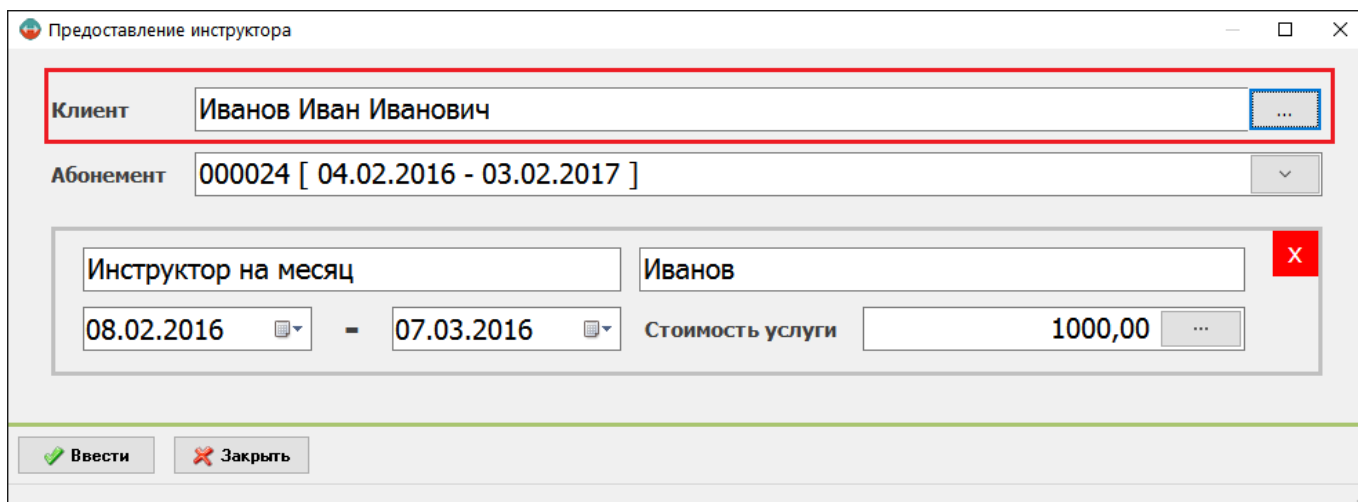 Предоставление инструктора
Клиент Иванов Иван Иванович ...
Абонемент 000024 [ 04.02.2016 - 03.02.2017 ]
Инструктор на месяц Иванов x
08.02.2016 - 07.03.2016 Стоимость услуги 1000,00 ...
Ввести Закрыть